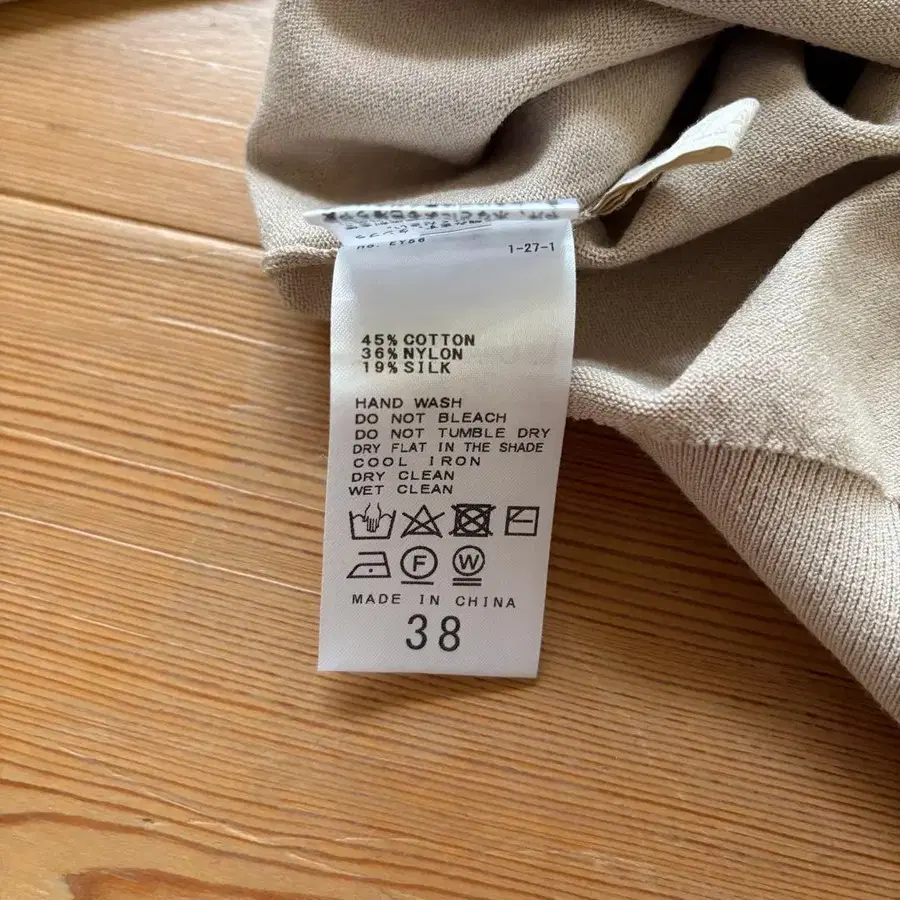 1-27-1
45% COTTON
36% NYLON
19% SILK
HAND WASH
DO NOT BLEACH
DO NOT TUMBLE DRY
DRY FLAT IN THE SHADE
COOL IRON
DRY CLEAN
WET CLEAN
F W
MADE IN CHINA
38